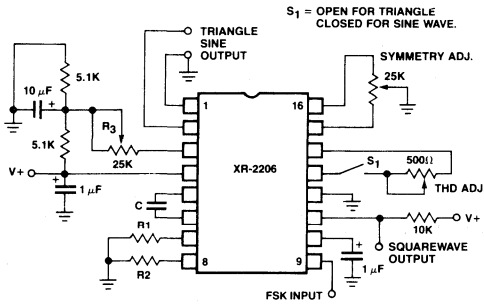 S1 = OPEN FOR TRIANGLE
CLOSED FOR SINE WAVE.
TRIANGLE
SINE
OUTPUT
SYMMETRY ADJ.
25K
5.1K
10 μF +
R3
5.1K
25K
V+
+
1 μF
1
16
XR-2206
S1
500Ω
THD ADJ
C
V+
10K
SQUAREWAVE
OUTPUT
R1
R2
8
9
+
1 μF
FSK INPUT